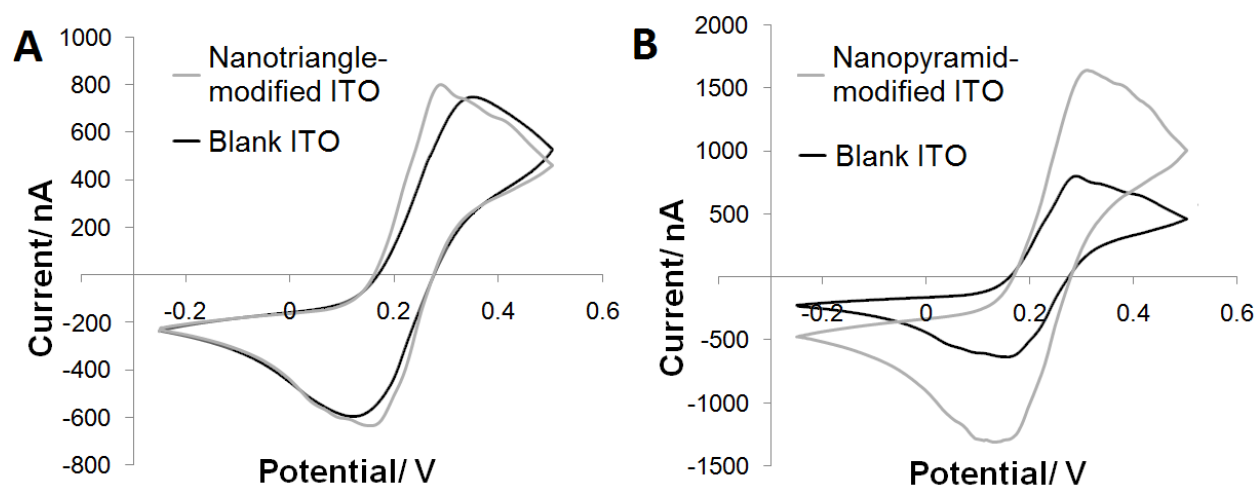 A
Nanotriangle-
modified ITO
Blank ITO
1000
800
600
400
200
-200
-400
-600
-800
-0.2
0
0.2
0.4
0.6
Current/ nA
Potential/ V
B
Nanopyramid-
modified ITO
Blank ITO
2000
1500
1000
500
0
-500
-1000
-1500
-0.2
0
0.2
0.4
0.6
Current/ nA
Potential/ V